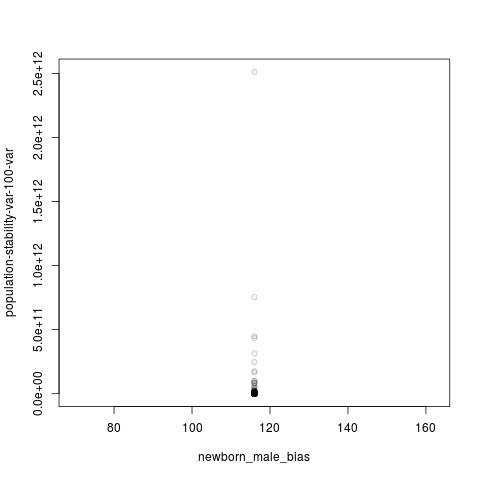 population-stability-var-100-var
2.5e+12
2.0e+12
1.5e+12
1.0e+12
5.0e+11
0.0e+00
80 100 120 140 160
newborn_male_bias